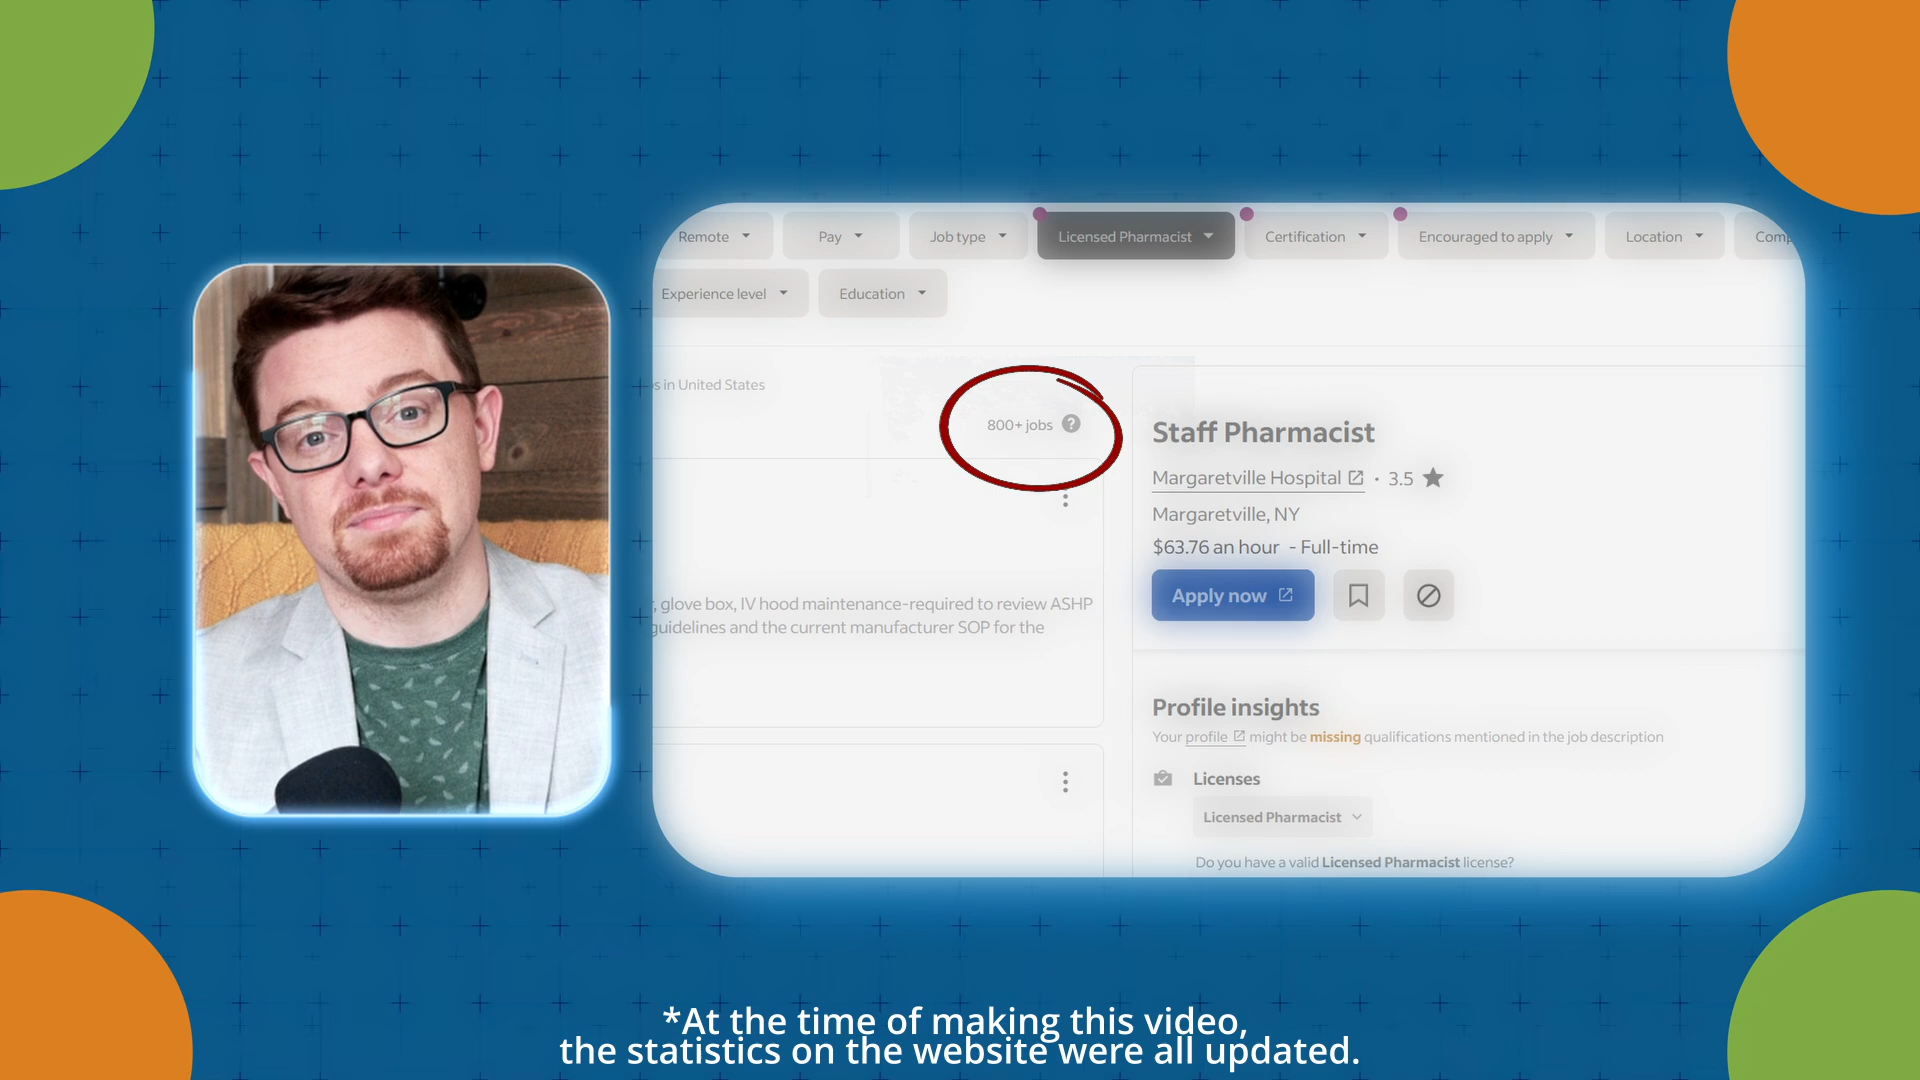 Remote
Pay
Job type
Licensed Pharmacist
Certification
Encouraged to apply
Location
Experience level
Education
in United States
800+ jobs ?
Staff Pharmacist
Margaretville Hospital · 3.5
Margaretville, NY
$63.76 an hour - Full-time
Apply now
, glove box, IV hood maintenance-required to review ASHP
guidelines and the current manufacturer SOP for the
Profile insights
Your profile might be missing qualifications mentioned in the job description
Licenses
Licensed Pharmacist
Do you have a valid Licensed Pharmacist license?
*At the time of making this video,
the statistics on the website were all updated.